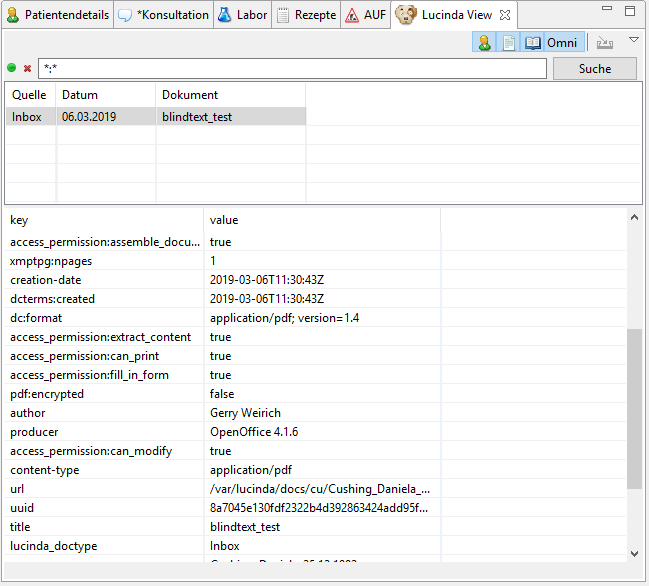 Patientendetails *Konsultation Labor Rezepte AUF Lucinda View
Omni
*:* Suche
Quelle Datum Dokument
Inbox 06.03.2019 blindtext_test
key value
access_permission:assemble_docu... true
xmptpg:npages 1
creation-date 2019-03-06T11:30:43Z
dcterms:created 2019-03-06T11:30:43Z
dc:format application/pdf; version=1.4
access_permission:extract_content true
access_permission:can_print true
access_permission:fill_in_form true
pdf:encrypted false
author Gerry Weirich
producer OpenOffice 4.1.6
access_permission:can_modify true
content-type application/pdf
url /var/lucinda/docs/cu/Cushing_Daniela_...
uuid 8a7045e130fdf2322b4d392863424add95f...
title blindtext_test
lucinda_doctype Inbox